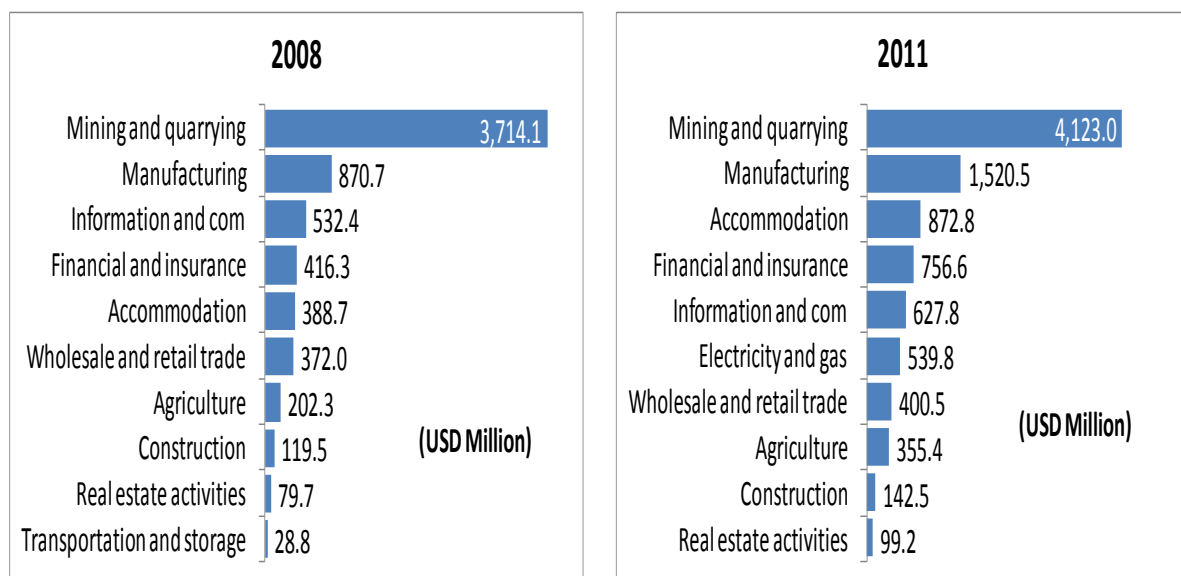 2008
Mining and quarrying 3,714.1
Manufacturing 870.7
Information and com 532.4
Financial and insurance 416.3
Accommodation 388.7
Wholesale and retail trade 372.0
Agriculture 202.3
Construction 119.5
(USD Million)
Real estate activities 79.7
Transportation and storage 28.8
2011
Mining and quarrying 4,123.0
Manufacturing 1,520.5
Accommodation 872.8
Financial and insurance 756.6
Information and com 627.8
Electricity and gas 539.8
Wholesale and retail trade 400.5
(USD Million)
Agriculture 355.4
Construction 142.5
Real estate activities 99.2